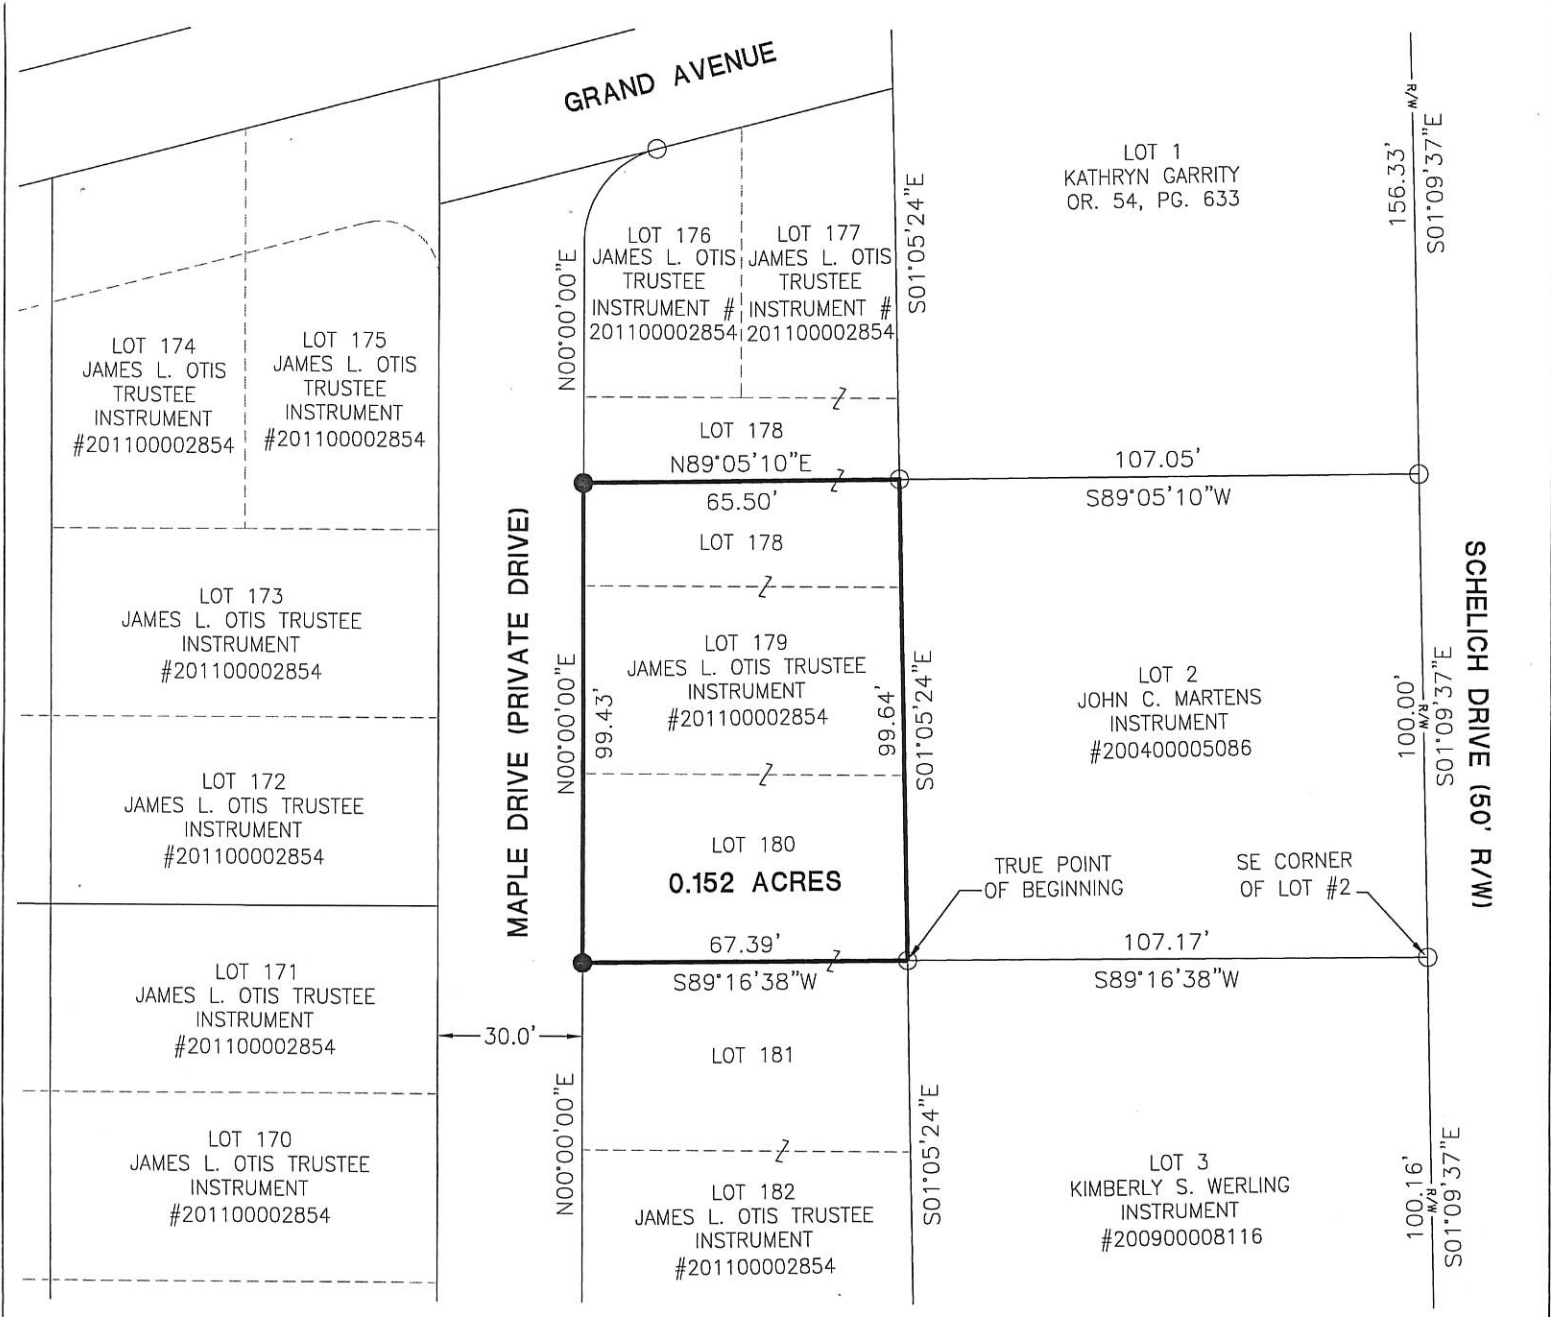 GRAND AVENUE
LOT 1
KATHRYN GARRITY
OR. 54, PG. 633
156.33'
R/W
S01°09'37"E
LOT 176
JAMES L. OTIS
TRUSTEE
INSTRUMENT #
201100002854
LOT 177
JAMES L. OTIS
TRUSTEE
INSTRUMENT #
201100002854
N00°00'00"E
S01°05'24"E
LOT 174
JAMES L. OTIS
TRUSTEE
INSTRUMENT
#201100002854
LOT 175
JAMES L. OTIS
TRUSTEE
INSTRUMENT
#201100002854
LOT 178
N89°05'10"E
65.50'
LOT 178
107.05'
S89°05'10"W
LOT 173
JAMES L. OTIS TRUSTEE
INSTRUMENT
#201100002854
MAPLE DRIVE (PRIVATE DRIVE)
N00°00'00"E
99.43'
LOT 179
JAMES L. OTIS TRUSTEE
INSTRUMENT
#201100002854
99.64'
S01°05'24"E
LOT 2
JOHN C. MARTENS
INSTRUMENT
#200400005086
100.00'
R/W
S01°09'37"E
SCHELICH DRIVE (50' R/W)
LOT 172
JAMES L. OTIS TRUSTEE
INSTRUMENT
#201100002854
LOT 180
0.152 ACRES
TRUE POINT
OF BEGINNING
SE CORNER
OF LOT #2
67.39'
S89°16'38"W
107.17'
S89°16'38"W
LOT 171
JAMES L. OTIS TRUSTEE
INSTRUMENT
#201100002854
30.0'
LOT 181
N00°00'00"E
S01°05'24"E
LOT 170
JAMES L. OTIS TRUSTEE
INSTRUMENT
#201100002854
LOT 182
JAMES L. OTIS TRUSTEE
INSTRUMENT
#201100002854
LOT 3
KIMBERLY S. WERLING
INSTRUMENT
#200900008116
100.16'
R/W
S01°09'37"E